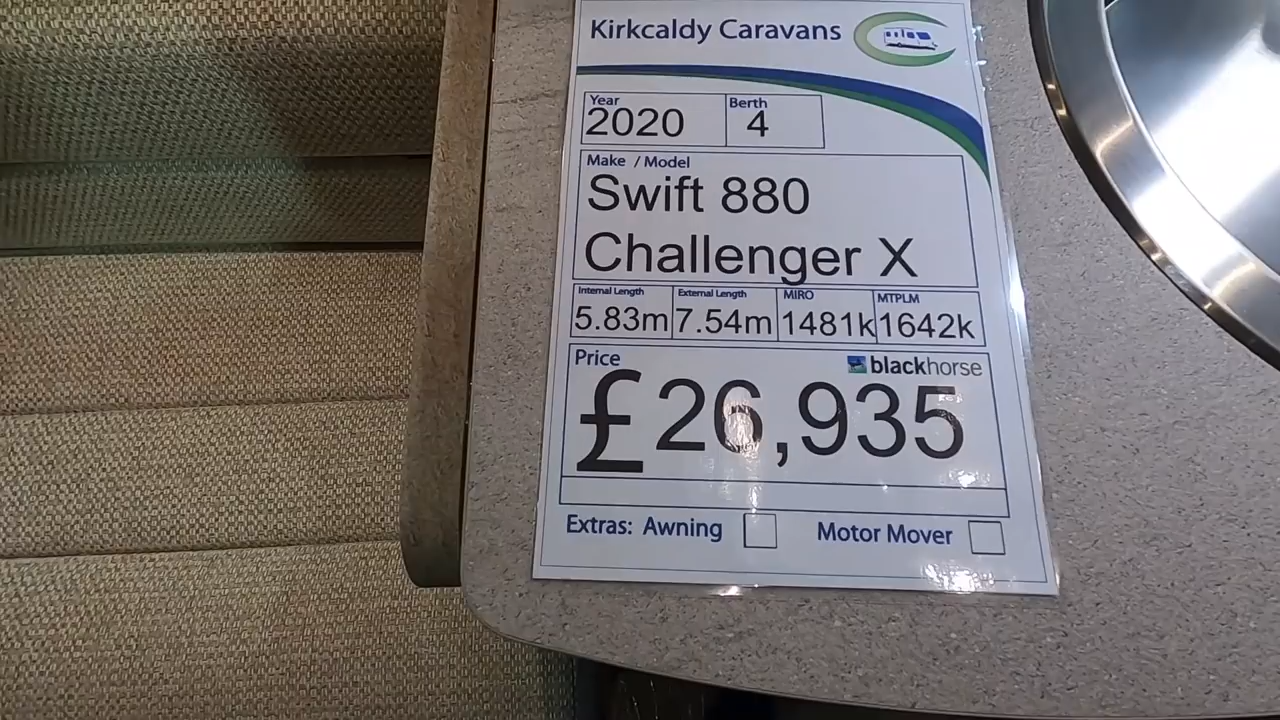 Kirkcaldy Caravans
Year Berth
2020 4
Make / Model
Swift 880
Challenger X
Internal Length External Length MIRO MTPLM
5.83m 7.54m 1481k 1642k
Price blackhorse
£26,935
Extras: Awning Motor Mover